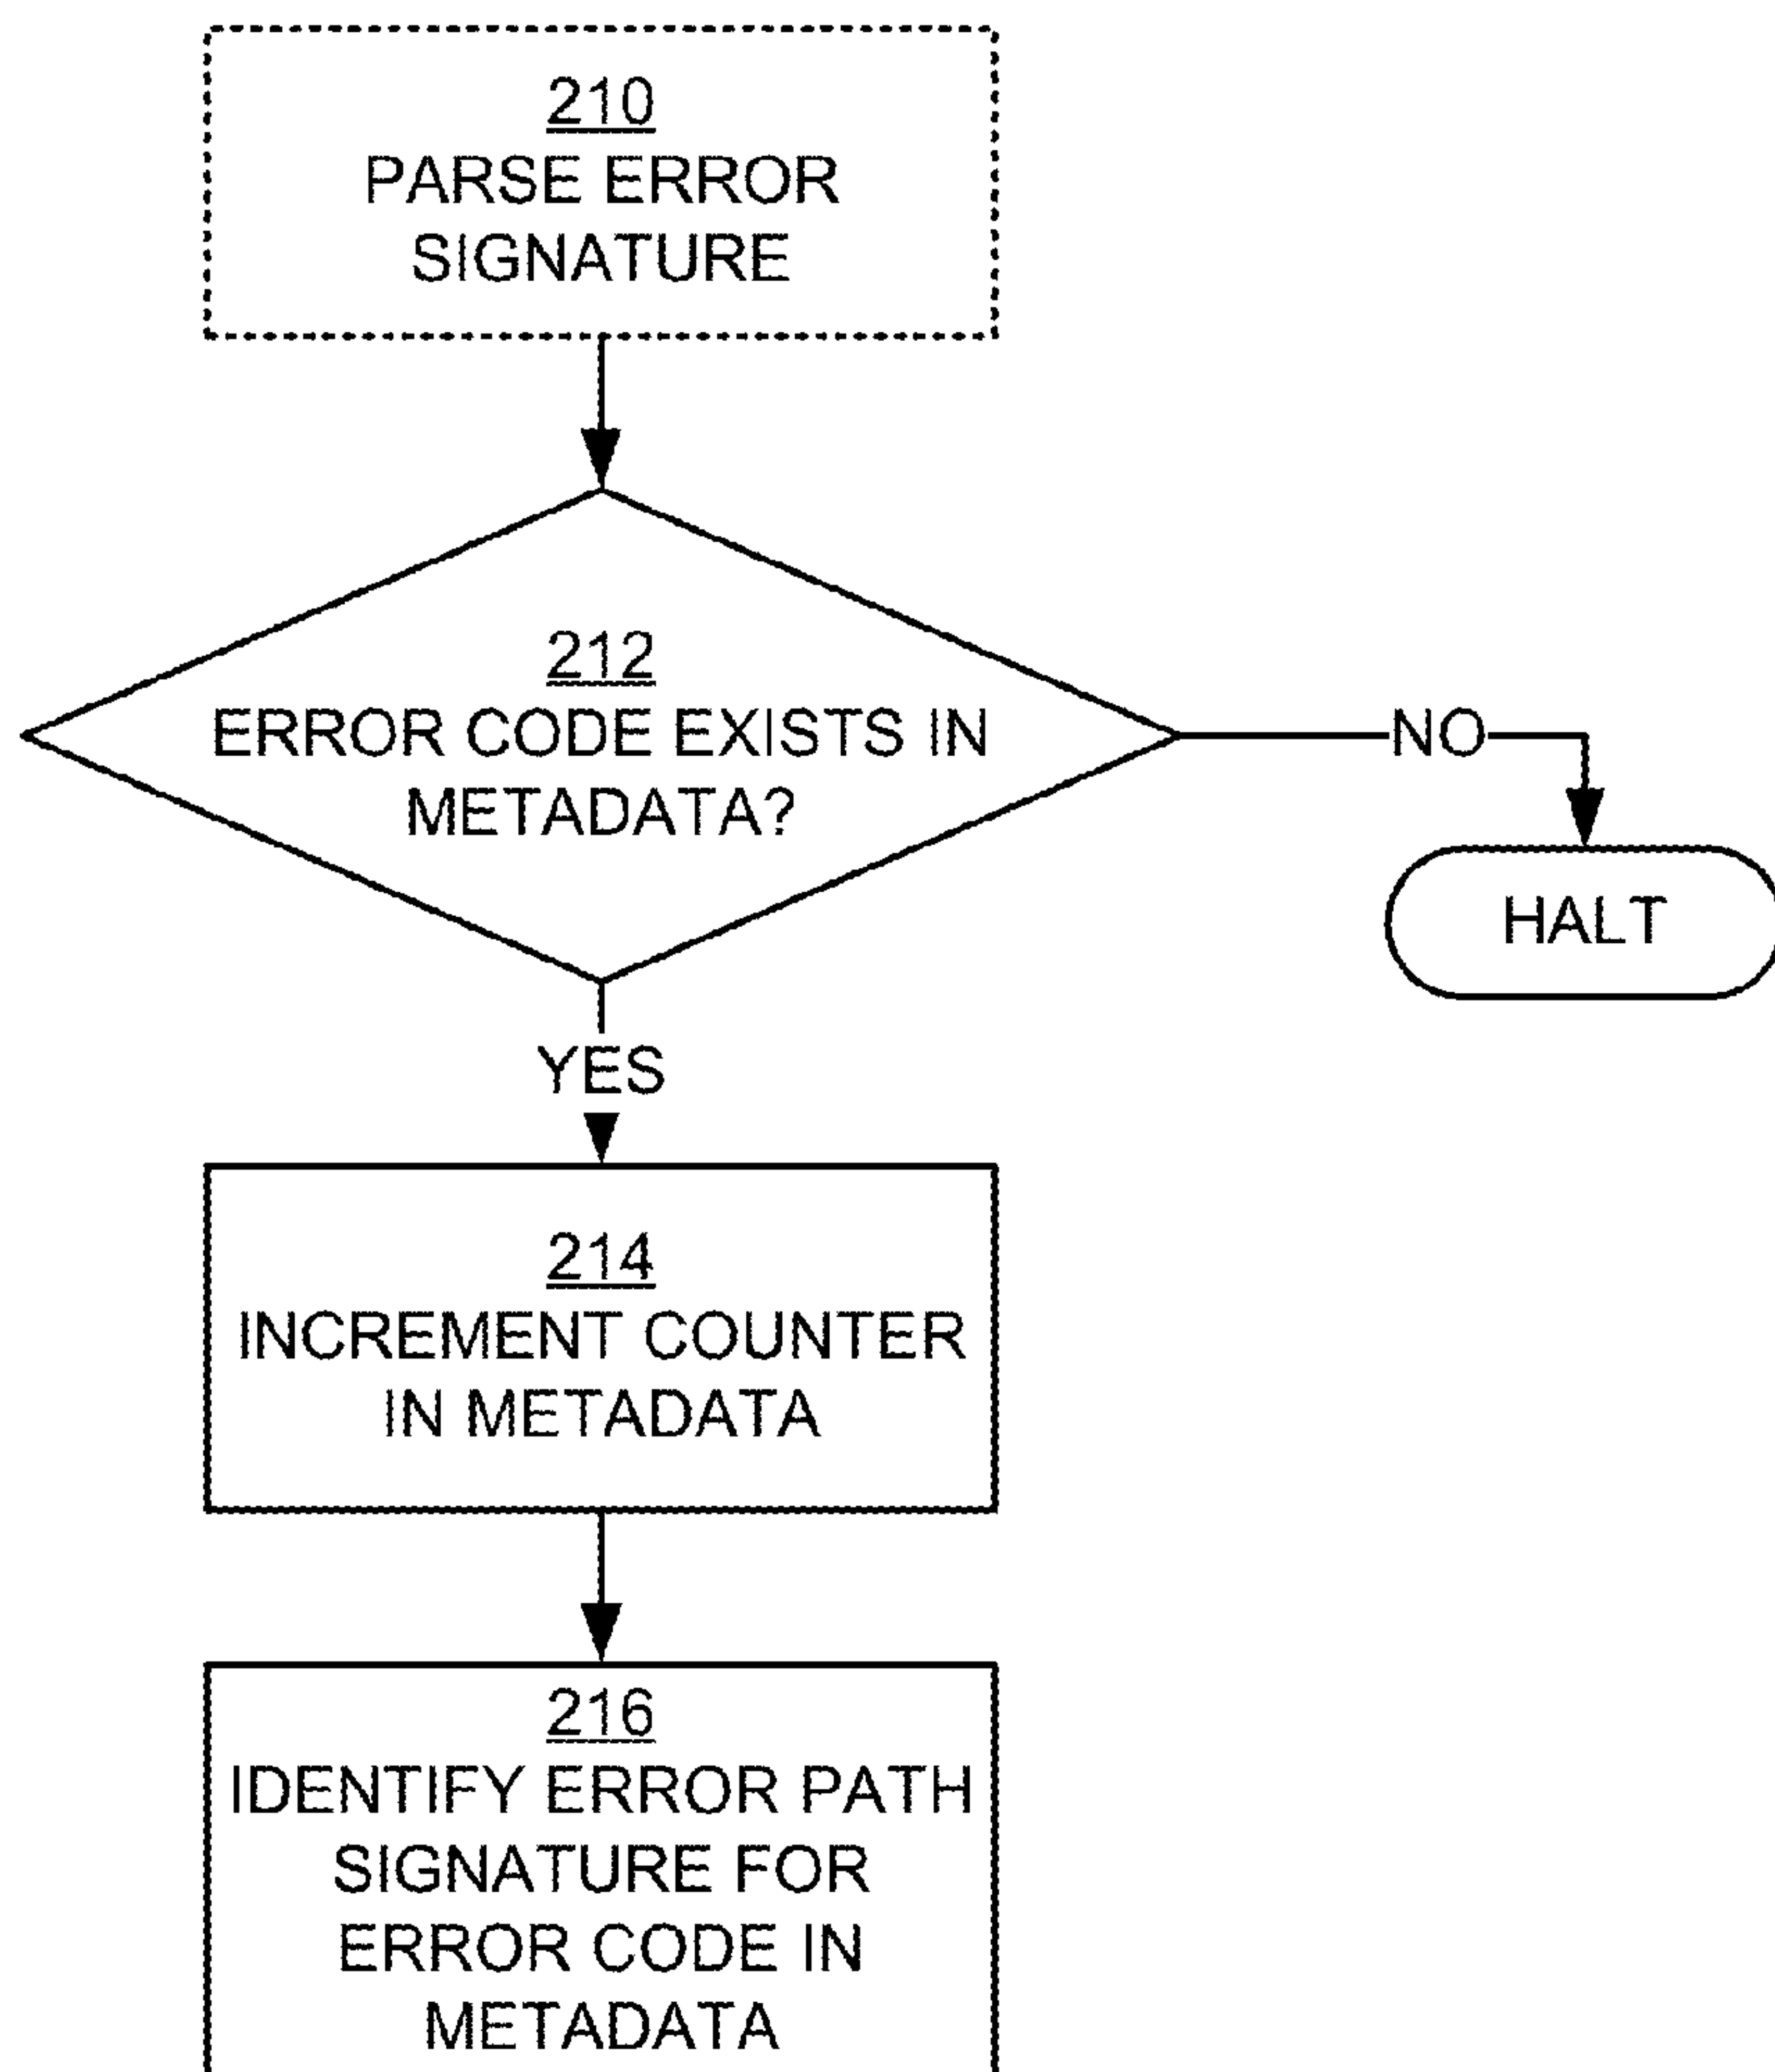 210
PARSE ERROR
SIGNATURE
212
ERROR CODE EXISTS IN
METADATA?
NO
HALT
YES
214
INCREMENT COUNTER
IN METADATA
216
IDENTIFY ERROR PATH
SIGNATURE FOR
ERROR CODE IN
METADATA